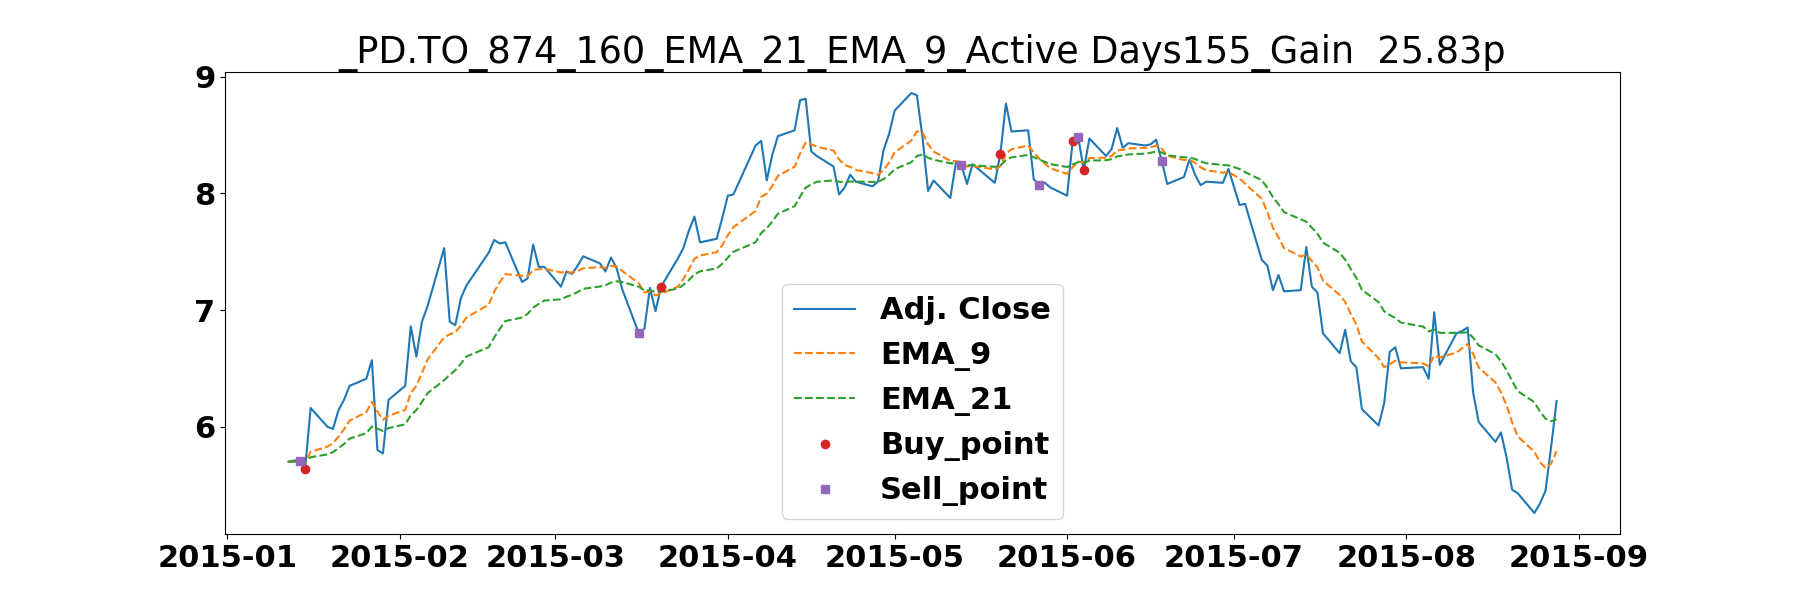 _PD.TO_874_160_EMA_21_EMA_9_Active Days155_Gain  25.83p
9
8
7
6
Adj. Close
EMA_9
EMA_21
Buy_point
Sell_point
2015-01 2015-02 2015-03 2015-04 2015-05 2015-06 2015-07 2015-08 2015-09